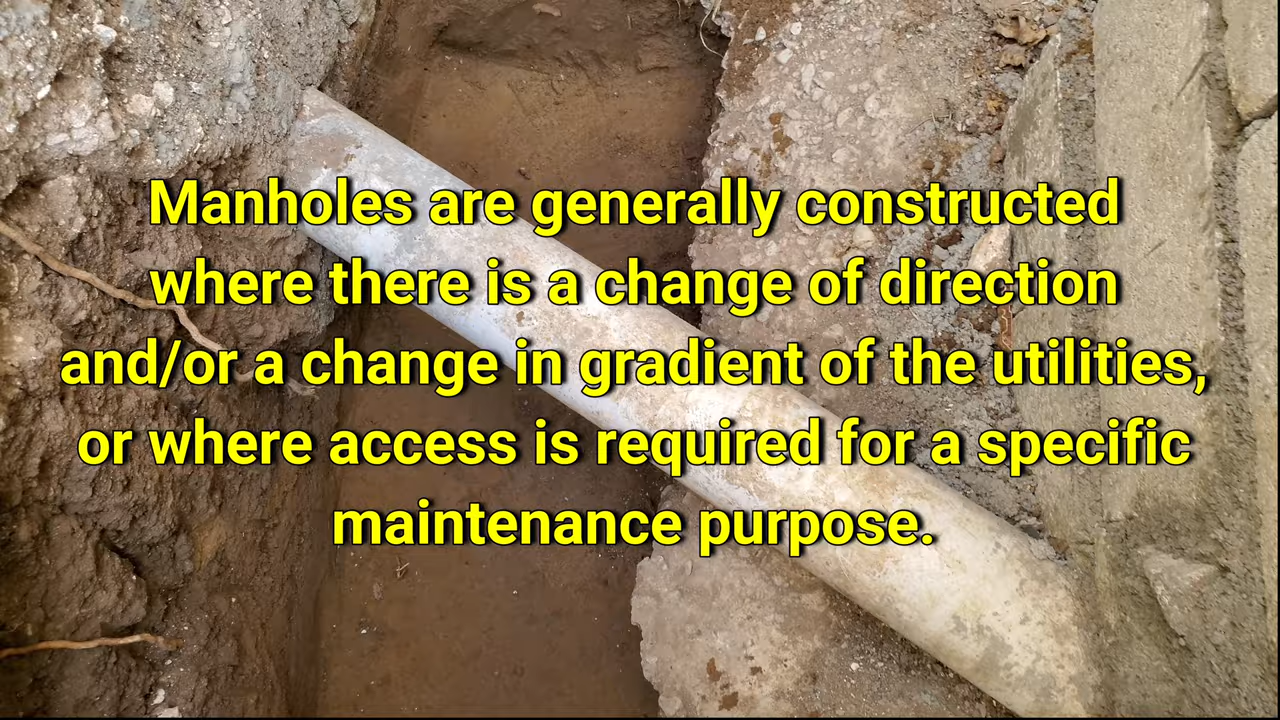 Manholes are generally constructed
where there is a change of direction
and/or a change in gradient of the utilities,
or where access is required for a specific
maintenance purpose.